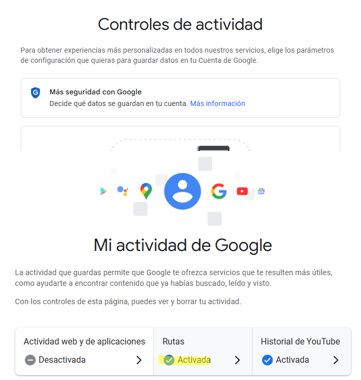 Controles de actividad
Para obtener experiencias más personalizadas en todos nuestros servicios, elige los parámetros
de configuración que quieras para guardar datos en tu Cuenta de Google.
Más seguridad con Google
Decide qué datos se guardan en tu cuenta. Más información
Mi actividad de Google
La actividad que guardas permite que Google te ofrezca servicios que te resulten más útiles,
como ayudarte a encontrar contenido que ya habías buscado, leído y visto.
Con los controles de esta página, puedes ver y borrar tu actividad.
Actividad web y de aplicaciones
Desactivada
Rutas
Activada
Historial de YouTube
Activada